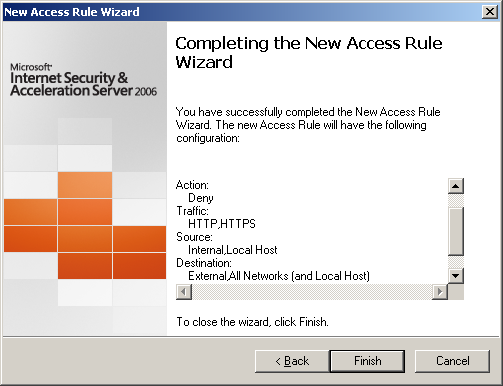 New Access Rule Wizard
Microsoft®
Internet Security &
Acceleration Server 2006
Completing the New Access Rule
Wizard
You have successfully completed the New Access Rule
Wizard. The new Access Rule will have the following
configuration:
Action:
Deny
Traffic:
HTTP,HTTPS
Source:
Internal,Local Host
Destination:
External,All Networks (and Local Host)
To close the wizard, click Finish.
< Back
Finish
Cancel